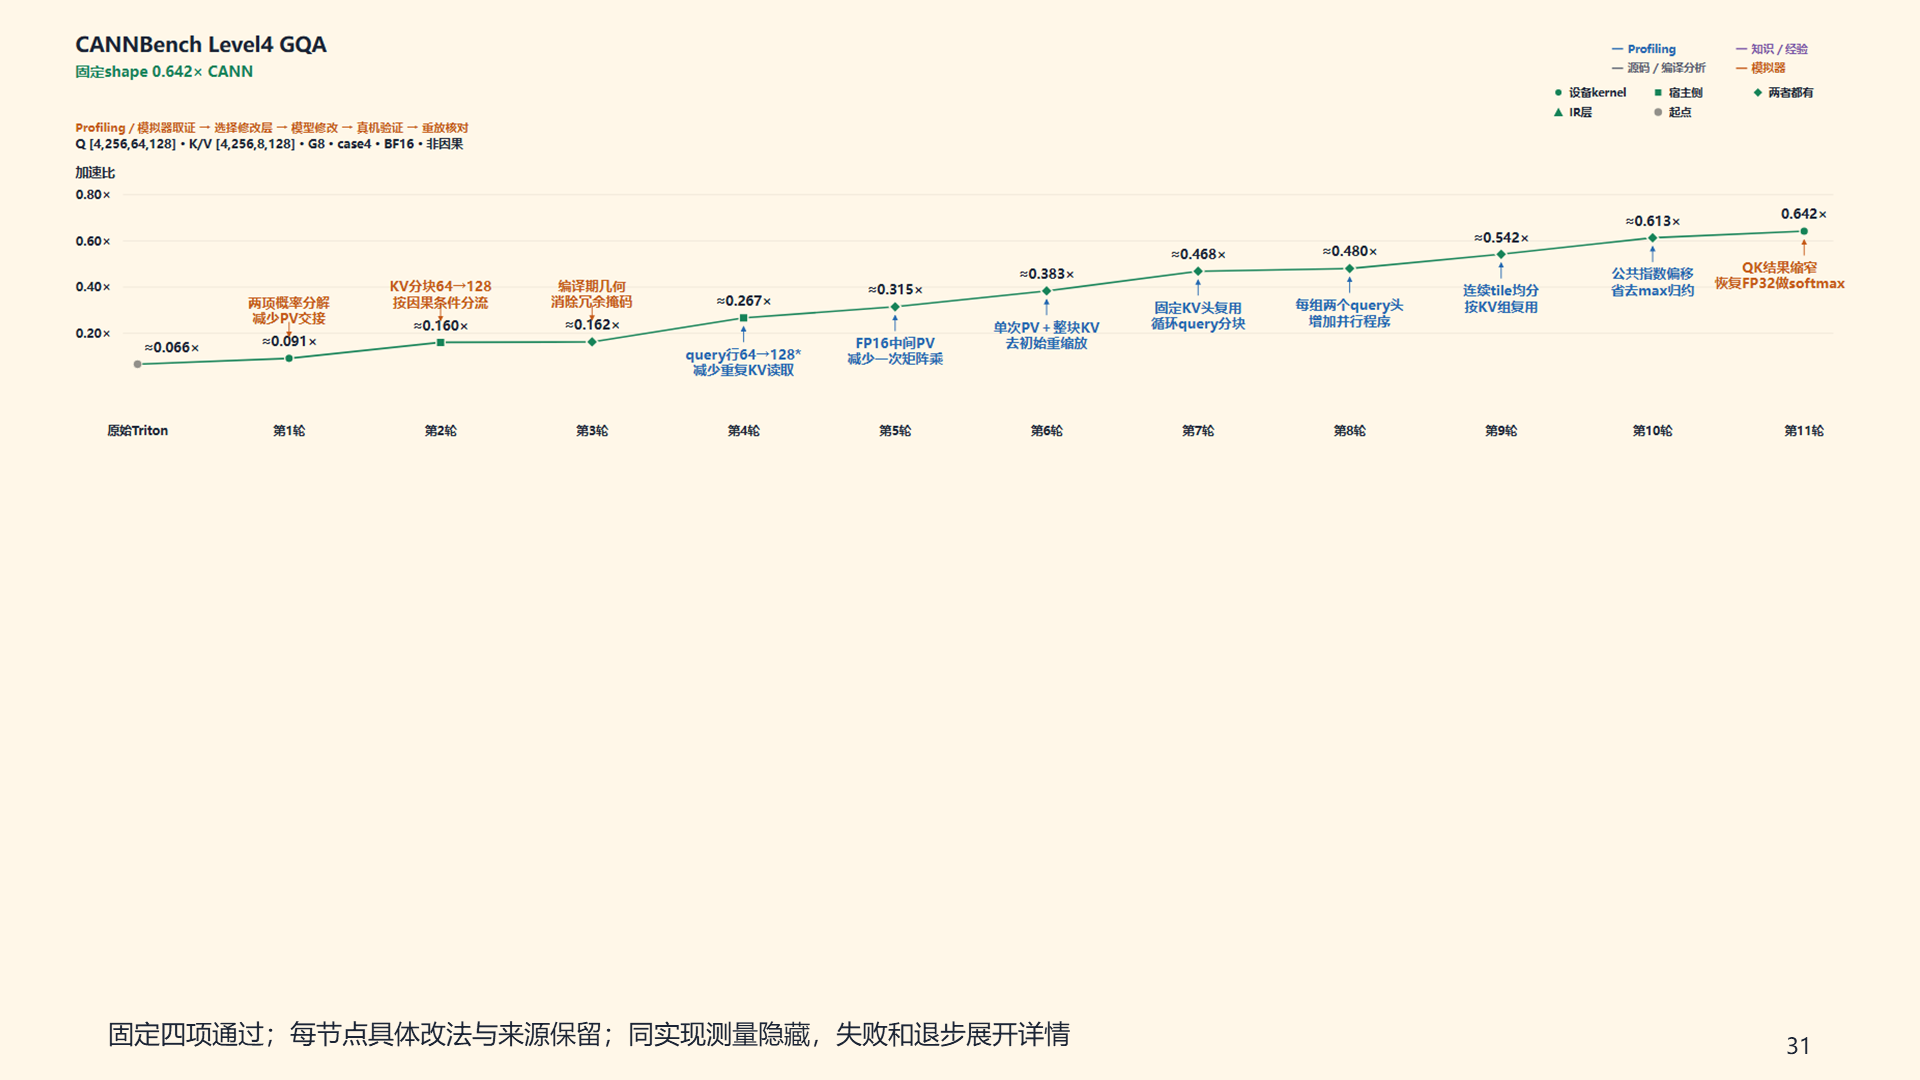 CANNBench Level4 GQA
固定shape 0.642× CANN
Profiling
知识 / 经验
源码 / 编译分析
模拟器
设备kernel
宿主侧
两者都有
IR层
起点
Profiling / 模拟器取证 → 选择修改层 → 模型修改 → 真机验证 → 重放核对
Q [4,256,64,128] • K/V [4,256,8,128] • G8 • case4 • BF16 • 非因果
加速比
0.80×
0.60×
0.40×
0.20×
≈0.066×
两项概率分解
减少PV交接
≈0.091×
KV分块64→128
按因果条件分流
≈0.160×
编译期几何
消除冗余掩码
≈0.162×
≈0.267×
query行64→128*
减少重复KV读取
≈0.315×
FP16中间PV
减少一次矩阵乘
≈0.383×
单次PV + 整块KV
去初始重缩放
≈0.468×
固定KV头复用
循环query分块
≈0.480×
每组两个query头
增加并行程序
≈0.542×
连续tile均分
按KV组复用
≈0.613×
公共指数偏移
省去max归约
0.642×
QK结果缩窄
恢复FP32做softmax
原始Triton
第1轮
第2轮
第3轮
第4轮
第5轮
第6轮
第7轮
第8轮
第9轮
第10轮
第11轮
固定四项通过；每节点具体改法与来源保留；同实现测量隐藏，失败和退步展开详情
31